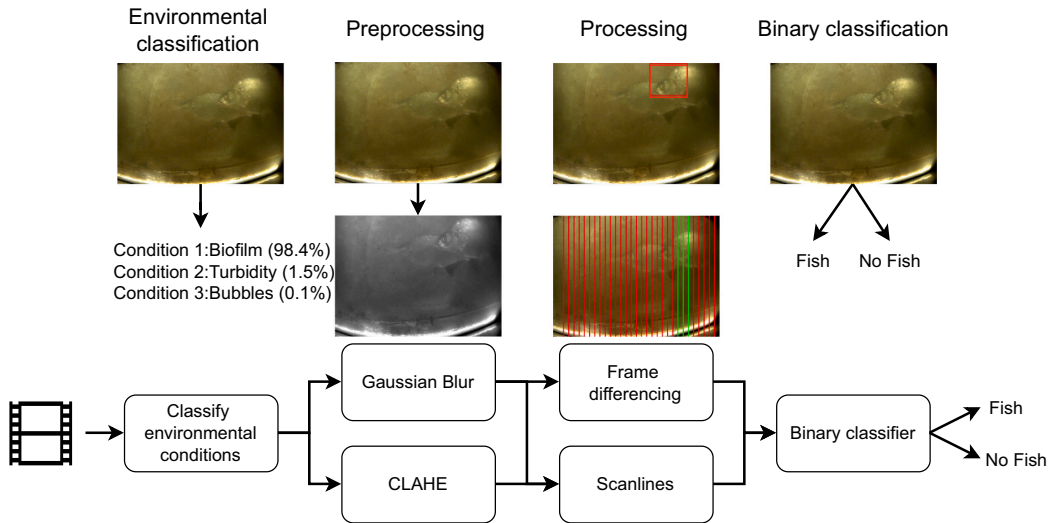 Environmental
classification
Preprocessing
Processing
Binary classification
Condition 1:Biofilm (98.4%)
Condition 2:Turbidity (1.5%)
Condition 3:Bubbles (0.1%)
Fish
No Fish
Classify
environmental
conditions
Gaussian Blur
CLAHE
Frame
differencing
Scanlines
Binary classifier
Fish
No Fish